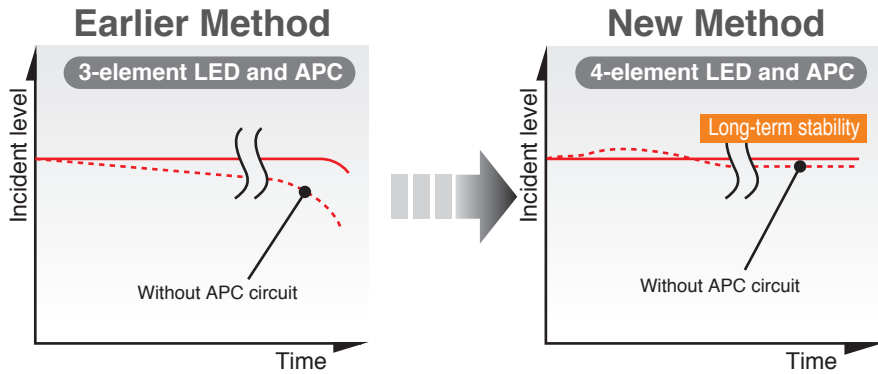 Earlier Method
3-element LED and APC
Incident level
Without APC circuit
Time
New Method
4-element LED and APC
Long-term stability
Incident level
Without APC circuit
Time